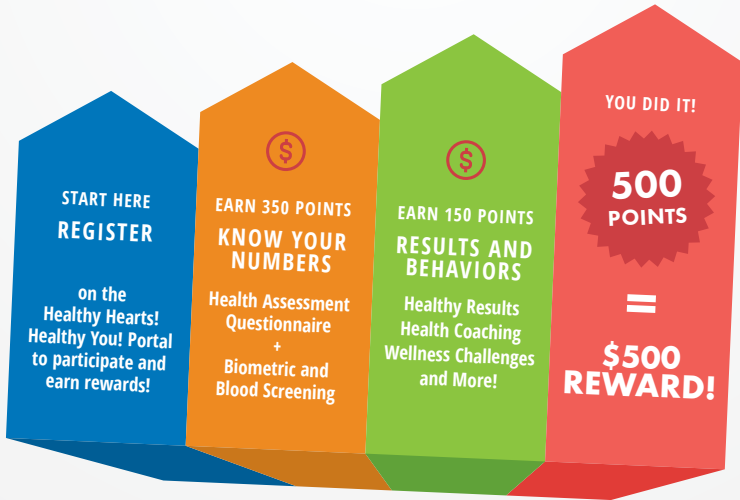 START HERE
REGISTER
on the
Healthy Hearts!
Healthy You! Portal
to participate and
earn rewards!
$
EARN 350 POINTS
KNOW YOUR
NUMBERS
Health Assessment
Questionnaire
+
Biometric and
Blood Screening
$
EARN 150 POINTS
RESULTS AND
BEHAVIORS
Healthy Results
Health Coaching
Wellness Challenges
and More!
YOU DID IT!
500
POINTS
=
$500
REWARD!